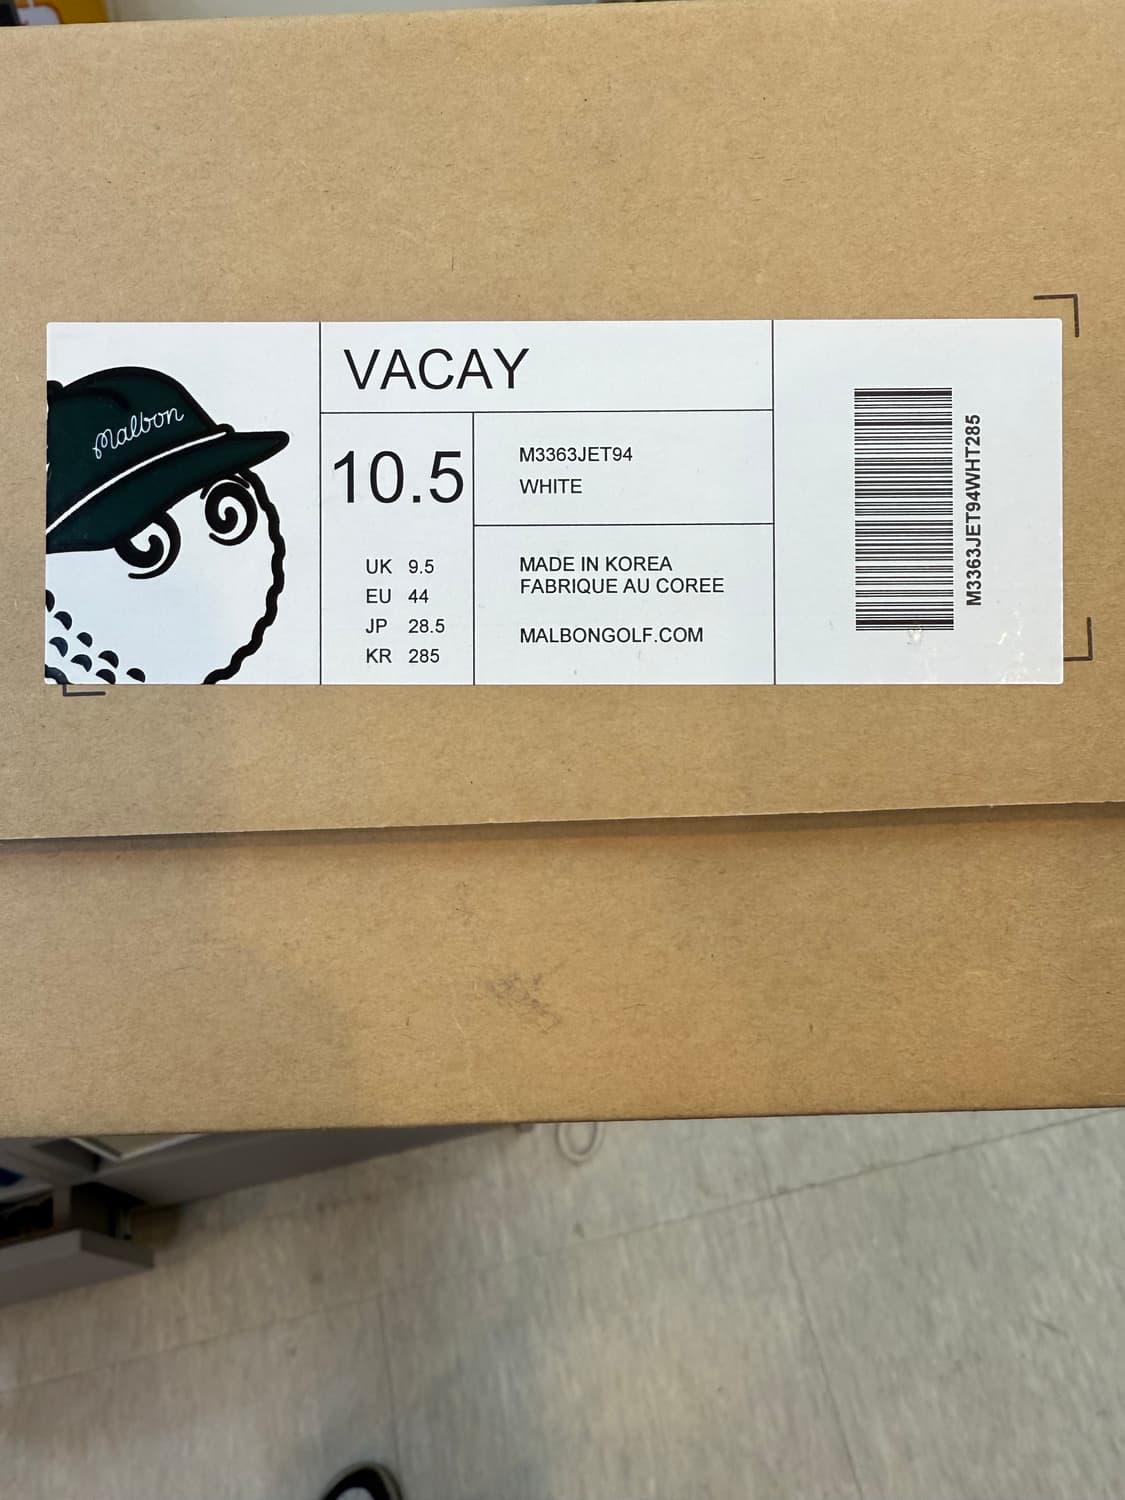 Malbon
VACAY
10.5
UK 9.5
EU 44
JP 28.5
KR 285
M3363JET94
WHITE
MADE IN KOREA
FABRIQUE AU COREE
MALBONGOLF.COM
M3363JET94WHT285